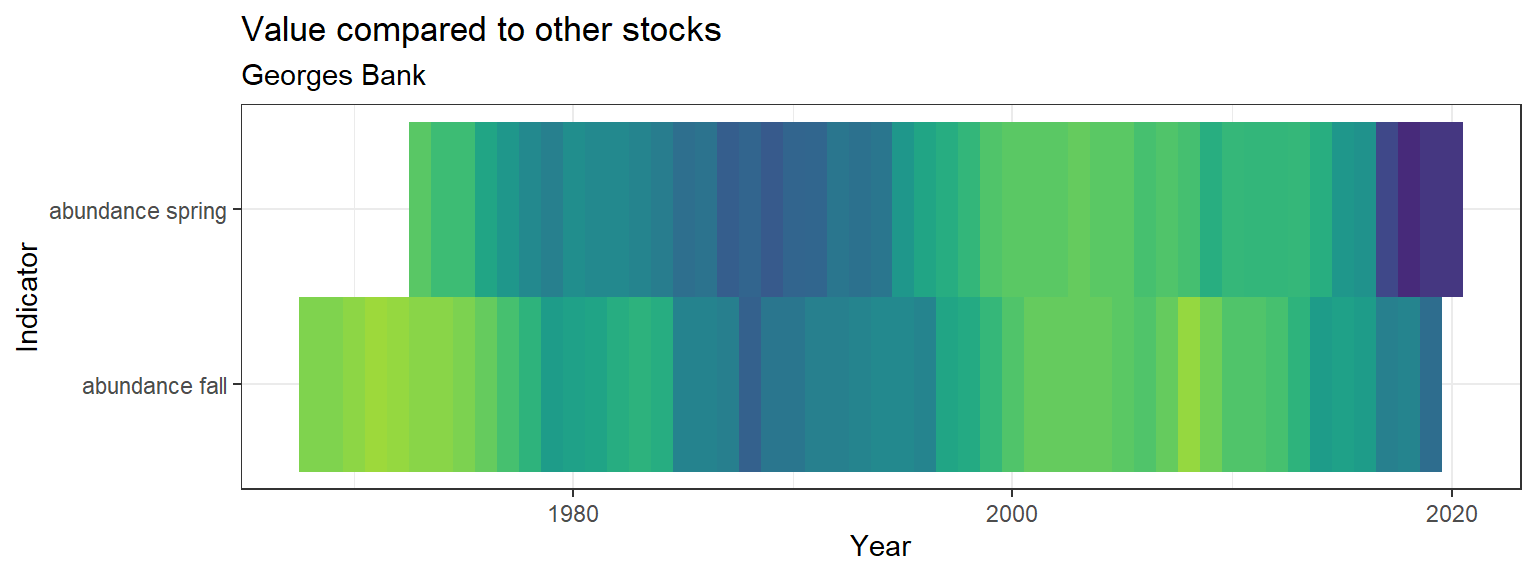 Value compared to other stocks
Georges Bank
Indicator
abundance spring
abundance fall
1980
2000
2020
Year